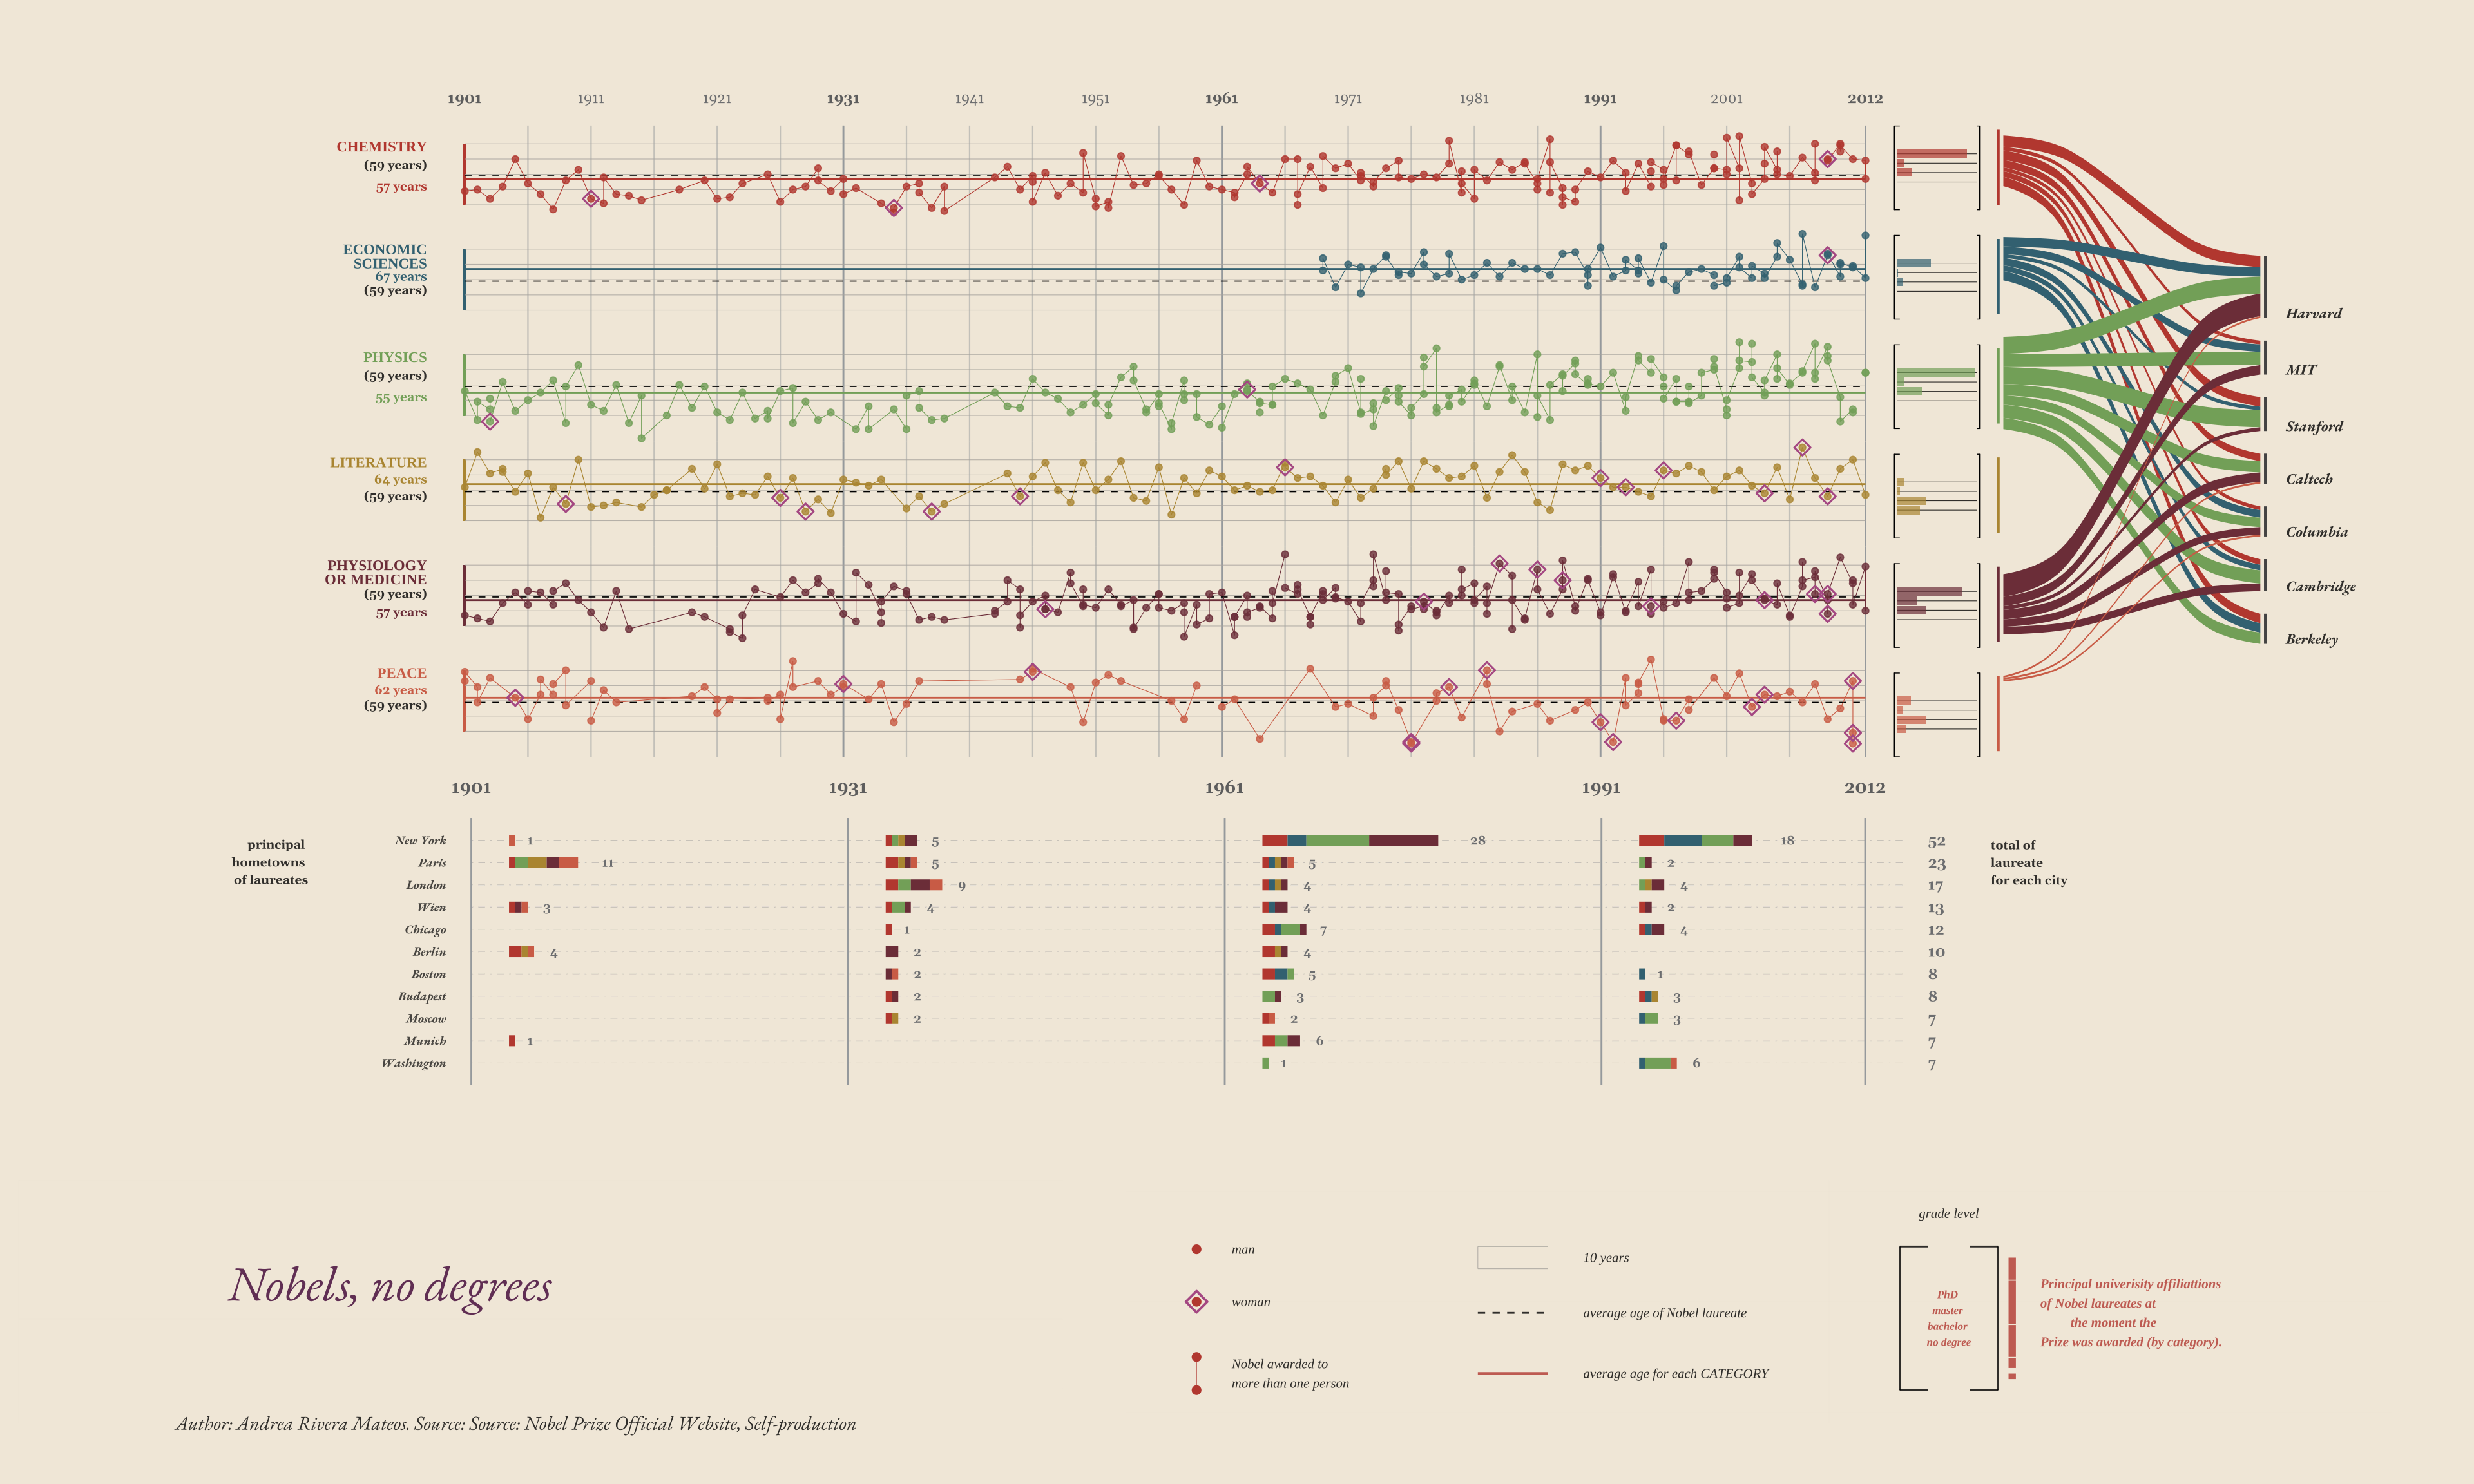 1901 1911 1921 1931 1941 1951 1961 1971 1981 1991 2001 2012
CHEMISTRY
(59 years)
57 years
ECONOMIC
SCIENCES
67 years
(59 years)
PHYSICS
(59 years)
55 years
LITERATURE
64 years
(59 years)
PHYSIOLOGY
OR MEDICINE
(59 years)
57 years
PEACE
62 years
(59 years)
Harvard
MIT
Stanford
Caltech
Columbia
Cambridge
Berkeley
1901 1931 1961 1991 2012
principal
hometowns
of laureates
New York 1 5 28 18 52
Paris 11 5 5 2 23
London 9 4 4 17
Wien 3 4 4 2 13
Chicago 1 7 4 12
Berlin 4 2 4 10
Boston 2 5 1 8
Budapest 2 3 3 8
Moscow 2 2 3 7
Munich 1 6 7
Washington 1 6 7
total of
laureate
for each city
Nobels, no degrees
man
woman
Nobel awarded to
more than one person
10 years
average age of Nobel laureate
average age for each CATEGORY
grade level
PhD
master
bachelor
no degree
Principal univerisity affiliattions
of Nobel laureates at
the moment the
Prize was awarded (by category).
Author: Andrea Rivera Mateos. Source: Source: Nobel Prize Official Website, Self-production